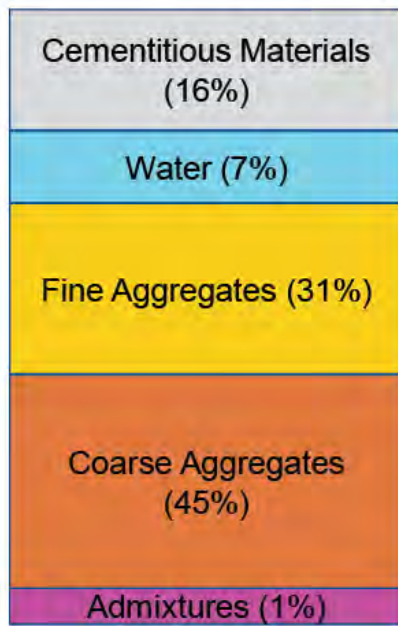 Cementitious Materials
(16%)
Water (7%)
Fine Aggregates (31%)
Coarse Aggregates
(45%)
Admixtures (1%)